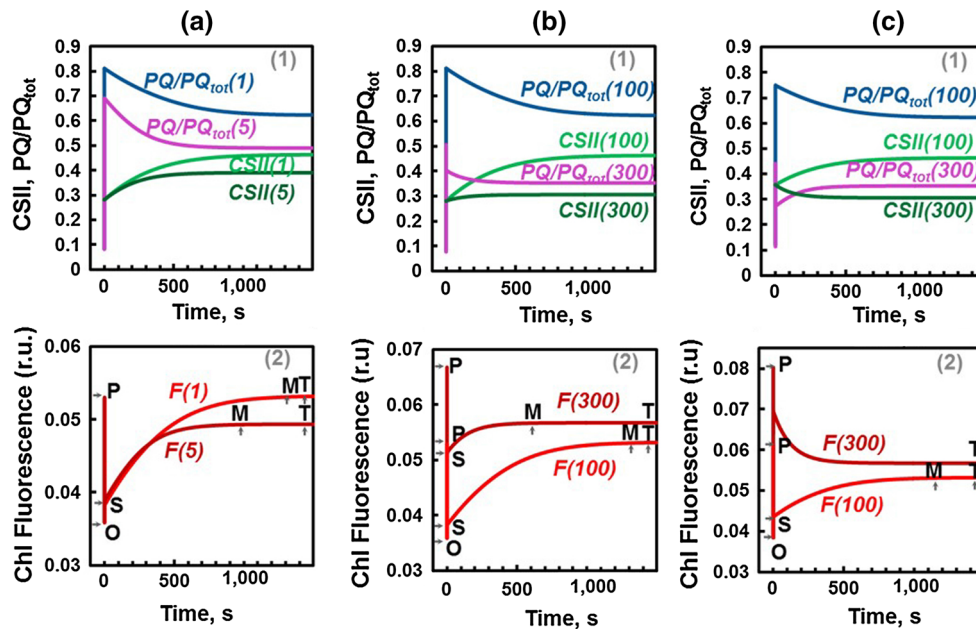 (a)
(b)
(c)
CSII, PQ/PQtot
0.9
0.8
0.7
0.6
0.5
0.4
0.3
0.2
0.1
0
(1)
PQ/PQtot(1)
PQ/PQtot(5)
CSII(1)
CSII(5)
0 500 1,000
Time, s
CSII, PQ/PQtot
0.9
0.8
0.7
0.6
0.5
0.4
0.3
0.2
0.1
0
(1)
PQ/PQtot(100)
CSII(100)
PQ/PQtot(300)
CSII(300)
0 500 1,000
Time, s
CSII, PQ/PQtot
0.9
0.8
0.7
0.6
0.5
0.4
0.3
0.2
0.1
0
(1)
PQ/PQtot(100)
CSII(100)
PQ/PQtot(300)
CSII(300)
0 500 1,000
Time, s
Chl Fluorescence (r.u.)
0.06
0.05
0.04
0.03
(2)
P
F(1)
M T
M T
F(5)
S
O
0 500 1,000
Time, s
Chl Fluorescence (r.u)
0.07
0.06
0.05
0.04
0.03
(2)
P
F(300)
M T
P
S
M T
F(100)
S
O
0 500 1,000
Time, s
Chl Fluorescence (r.u)
0.08
0.07
0.06
0.05
0.04
0.03
(2)
P
P
F(300)
T
M T
F(100)
S
O
0 500 1,000
Time, s